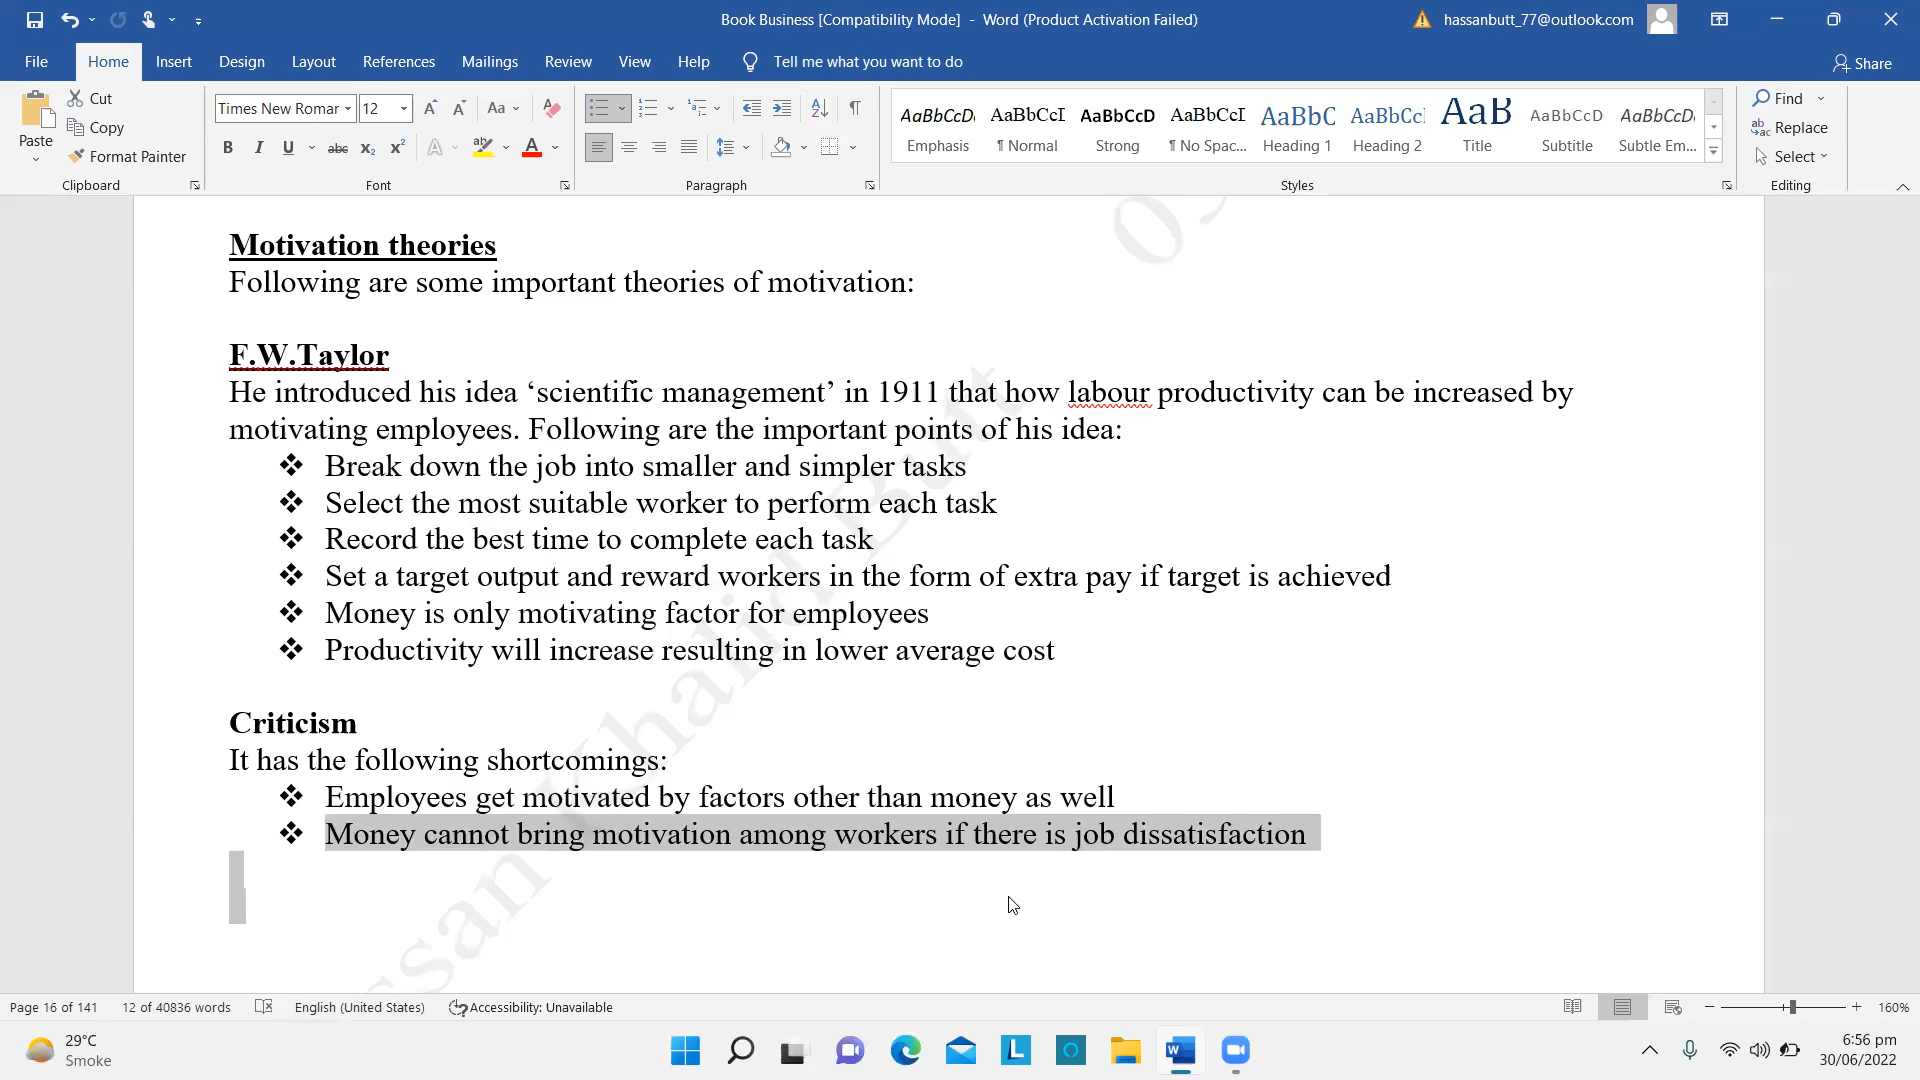 Book Business [Compatibility Mode] - Word (Product Activation Failed)
hassanbutt_77@outlook.com
File Home Insert Design Layout References Mailings Review View Help Tell me what you want to do
Share
Paste
Cut
Copy
Format Painter
Clipboard
Times New Romar 12
Aa
B I U abc x₂ x² A A
Font
Paragraph
AaBbCcD AaBbCcI AaBbCcD AaBbCcI AaBbC AaBbCcI AaB AaBbCcD AaBbCcD
Emphasis ¶ Normal Strong ¶ No Spac... Heading 1 Heading 2 Title Subtitle Subtle Em...
Styles
Find
Replace
Select
Editing
Motivation theories
Following are some important theories of motivation:
F.W.Taylor
He introduced his idea ‘scientific management’ in 1911 that how labour productivity can be increased by
motivating employees. Following are the important points of his idea:
❖ Break down the job into smaller and simpler tasks
❖ Select the most suitable worker to perform each task
❖ Record the best time to complete each task
❖ Set a target output and reward workers in the form of extra pay if target is achieved
❖ Money is only motivating factor for employees
❖ Productivity will increase resulting in lower average cost
Criticism
It has the following shortcomings:
❖ Employees get motivated by factors other than money as well
❖ Money cannot bring motivation among workers if there is job dissatisfaction
ssan Khalid Butt
Page 16 of 141 12 of 40836 words English (United States) Accessibility: Unavailable
160%
29°C
Smoke
6:56 pm
30/06/2022